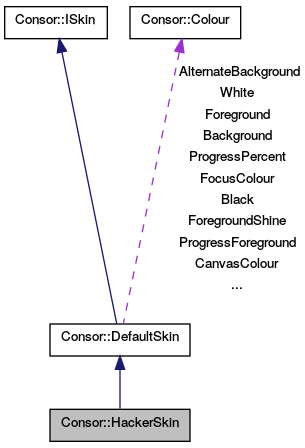 Consor::ISkin
Consor::Colour
AlternateBackground
White
Foreground
Background
ProgressPercent
FocusColour
Black
ForegroundShine
ProgressForeground
CanvasColour
...
Consor::DefaultSkin
Consor::HackerSkin